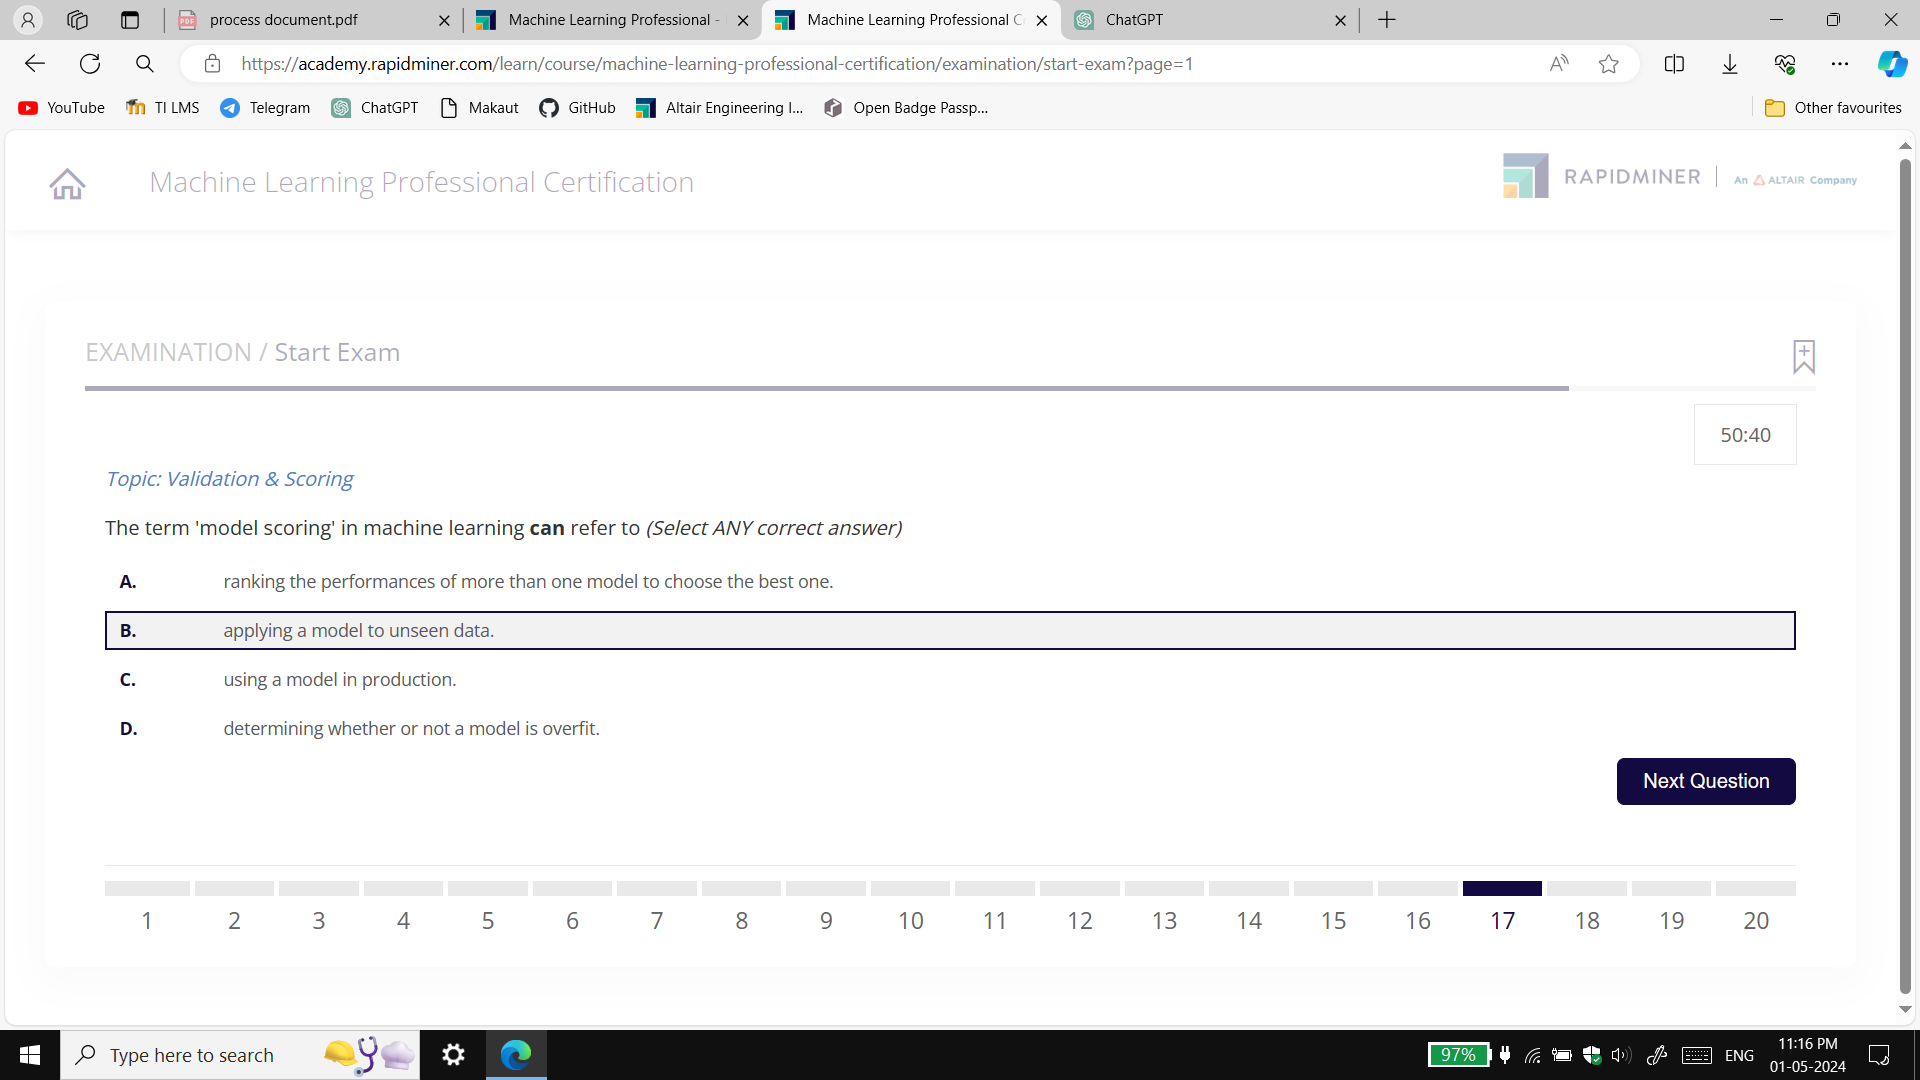 process document.pdf
Machine Learning Professional -
Machine Learning Professional C
ChatGPT
https://academy.rapidminer.com/learn/course/machine-learning-professional-certification/examination/start-exam?page=1
YouTube
TI LMS
Telegram
ChatGPT
Makaut
GitHub
Altair Engineering I...
Open Badge Passp...
Other favourites
Machine Learning Professional Certification
RAPIDMINER | An ALTAIR Company
EXAMINATION / Start Exam
50:40
Topic: Validation & Scoring
The term 'model scoring' in machine learning can refer to (Select ANY correct answer)
A. ranking the performances of more than one model to choose the best one.
B. applying a model to unseen data.
C. using a model in production.
D. determining whether or not a model is overfit.
Next Question
1 2 3 4 5 6 7 8 9 10 11 12 13 14 15 16 17 18 19 20
Type here to search
97%
ENG
11:16 PM
01-05-2024